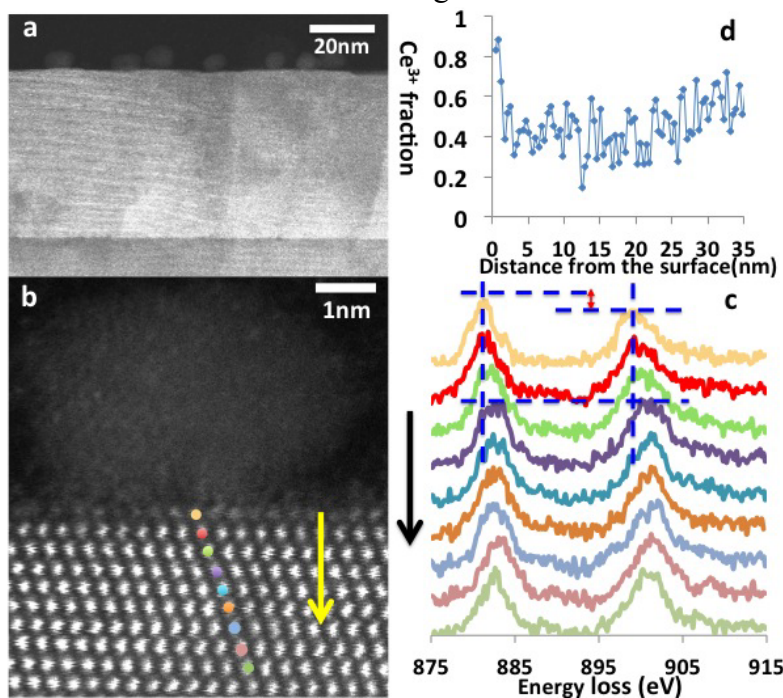 a
20nm
b
1nm
d
Ce³⁺ fraction
1
0.8
0.6
0.4
0.2
0
0 5 10 15 20 25 30 35
Distance from the surface(nm)
c
875 885 895 905 915
Energy loss (eV)